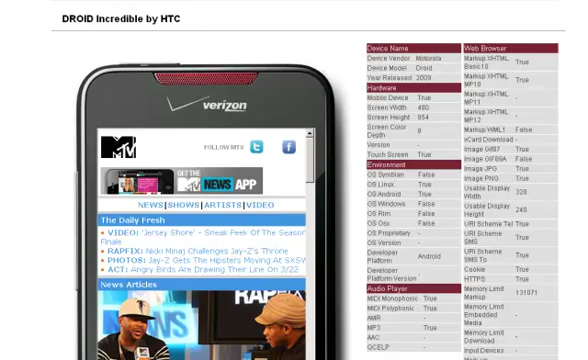 DROID Incredible by HTC
verizon
MTV
FOLLOW MTV
GET THE
MTV NEWS APP
NEWS|SHOWS|ARTISTS|VIDEO
The Daily Fresh
VIDEO: 'Jersey Shore' - Sneak Peek Of The Season
Finale
RAPFIX: Nicki Minaj Challenges Jay-Z's Throne
PHOTOS: Jay-Z Gets The Hipsters Moving At SXSW
ACT: Angry Birds Are Drawing Their Line On 3/22
News Articles
NEWS
RAPFIX
Device Name
Device Vendor Motorola
Device Model Droid
Year Released 2009
Hardware
Mobile Device True
Screen Width 480
Screen Height 854
Screen Color
Depth
Version -
Touch Screen True
Environment
OS Symbian False
OS Linux True
OS Android True
OS Windows False
OS Rim False
OS Osx False
OS Proprietary -
OS Version -
Developer
Platform Android
Developer
Platform Version -
Audio Player
MIDI Monophonic True
MIDI Polyphonic True
AMR -
MP3 True
AAC -
QCELP -
Web Browser
Markup XHTML
Basic10 True
Markup XHTML
MP10 True
Markup XHTML
MP11 -
Markup XHTML
MP12 -
Markup WML1 False
vCard Download -
Image GIF87 True
Image GIF89A False
Image JPG True
Image PNG True
Usable Display
Width 320
Usable Display
Height 240
URI Scheme Tel True
URI Scheme
SMS -
URI Scheme
SMS To -
Cookie True
HTTPS True
Memory Limit
Markup 131071
Memory Limit
Embedded
Media -
Memory Limit
Download -
Input Devices